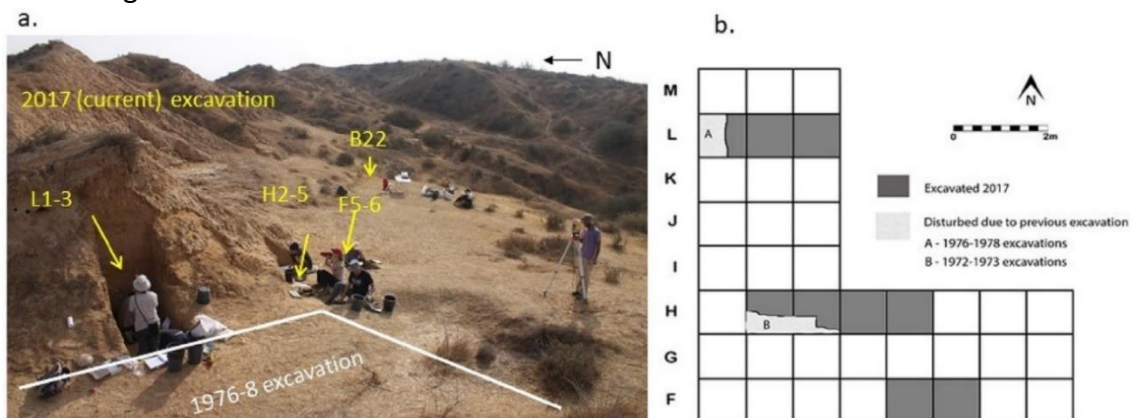 a.
N
2017 (current) excavation
B22
L1-3
H2-5
F5-6
1976-8 excavation
b.
M
L
K
J
I
H
G
F
A
B
N
0
2m
Excavated 2017
Disturbed due to previous excavation
A - 1976-1978 excavations
B - 1972-1973 excavations